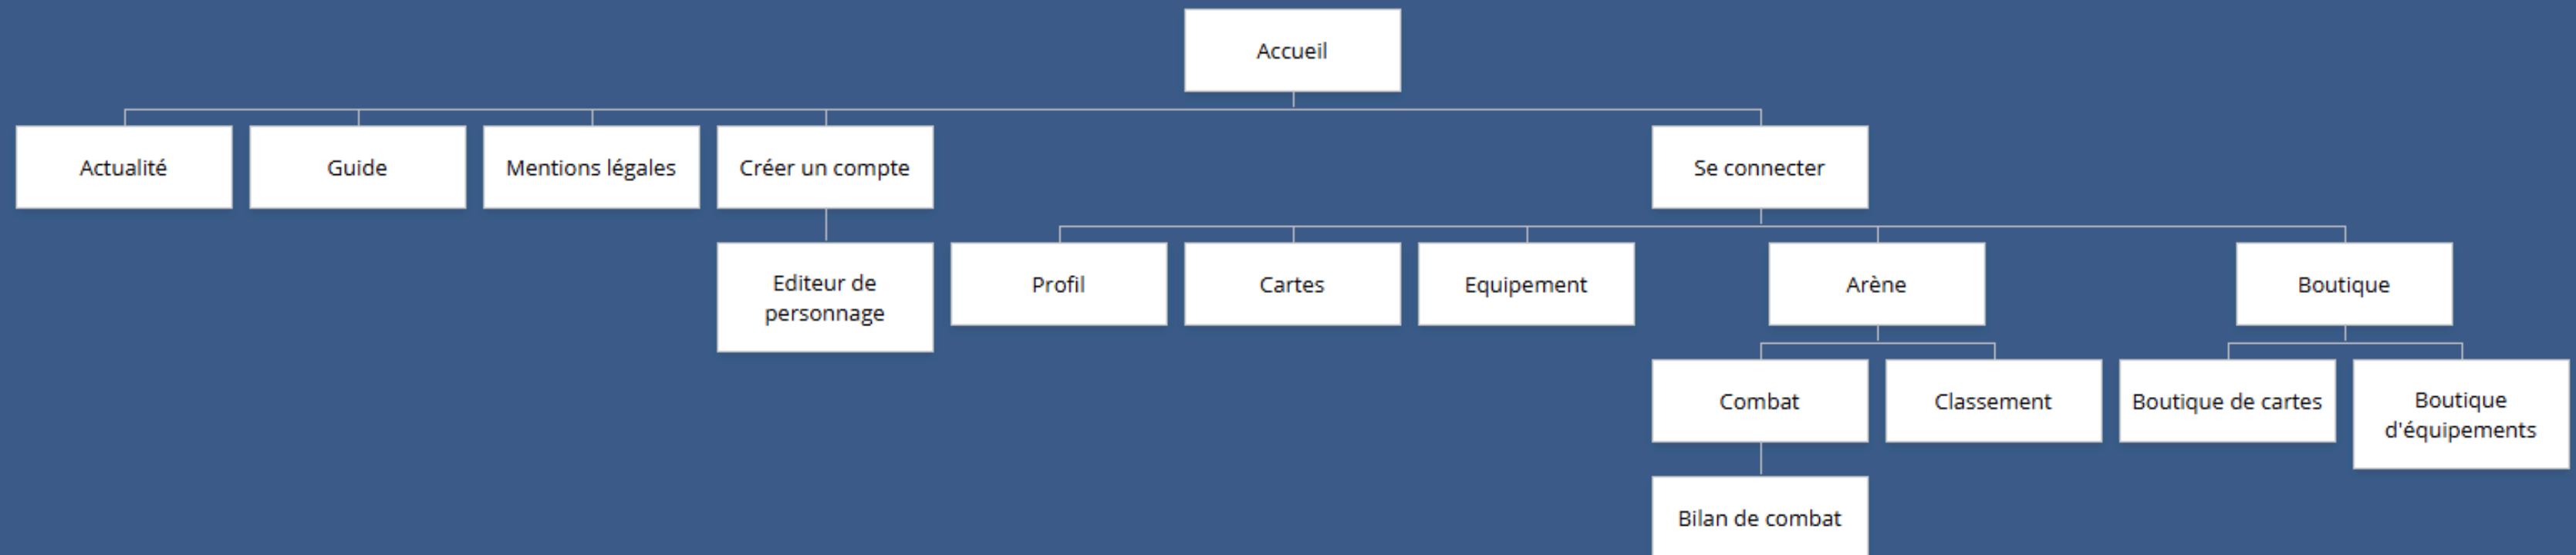 Accueil
Actualité
Guide
Mentions légales
Créer un compte
Se connecter
Editeur de
personnage
Profil
Cartes
Equipement
Arène
Boutique
Combat
Classement
Boutique de cartes
Boutique
d'équipements
Bilan de combat